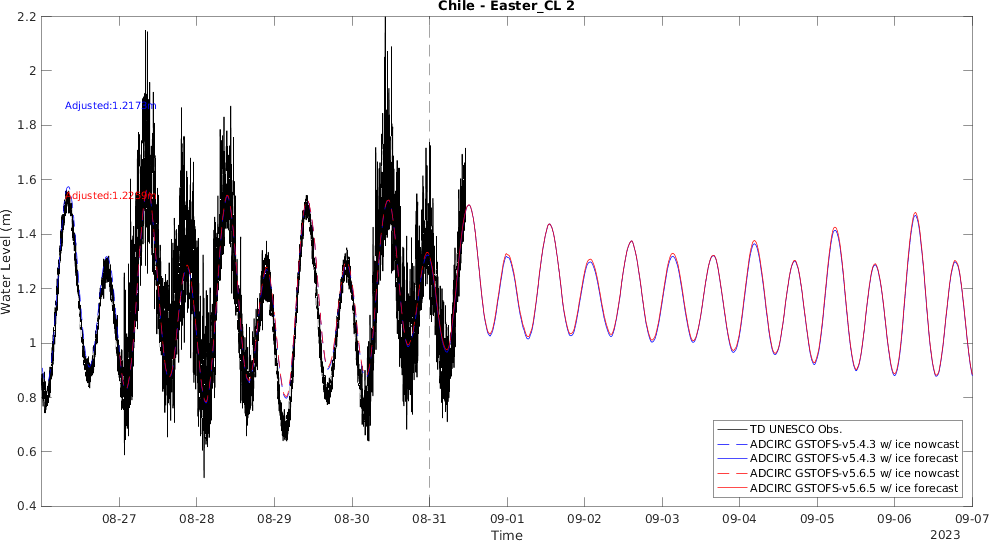 Chile - Easter_CL 2
2.2
2
1.8
1.6
1.4
1.2
1
0.8
0.6
0.4
Water Level (m)
Adjusted:1.217
Adjusted:1.22
TD UNESCO Obs.
ADCIRC GSTOFS-v5.4.3 w/ ice nowcast
ADCIRC GSTOFS-v5.4.3 w/ ice forecast
ADCIRC GSTOFS-v5.6.5 w/ ice nowcast
ADCIRC GSTOFS-v5.6.5 w/ ice forecast
08-27 08-28 08-29 08-30 08-31 09-01 09-02 09-03 09-04 09-05 09-06 09-07
Time
2023